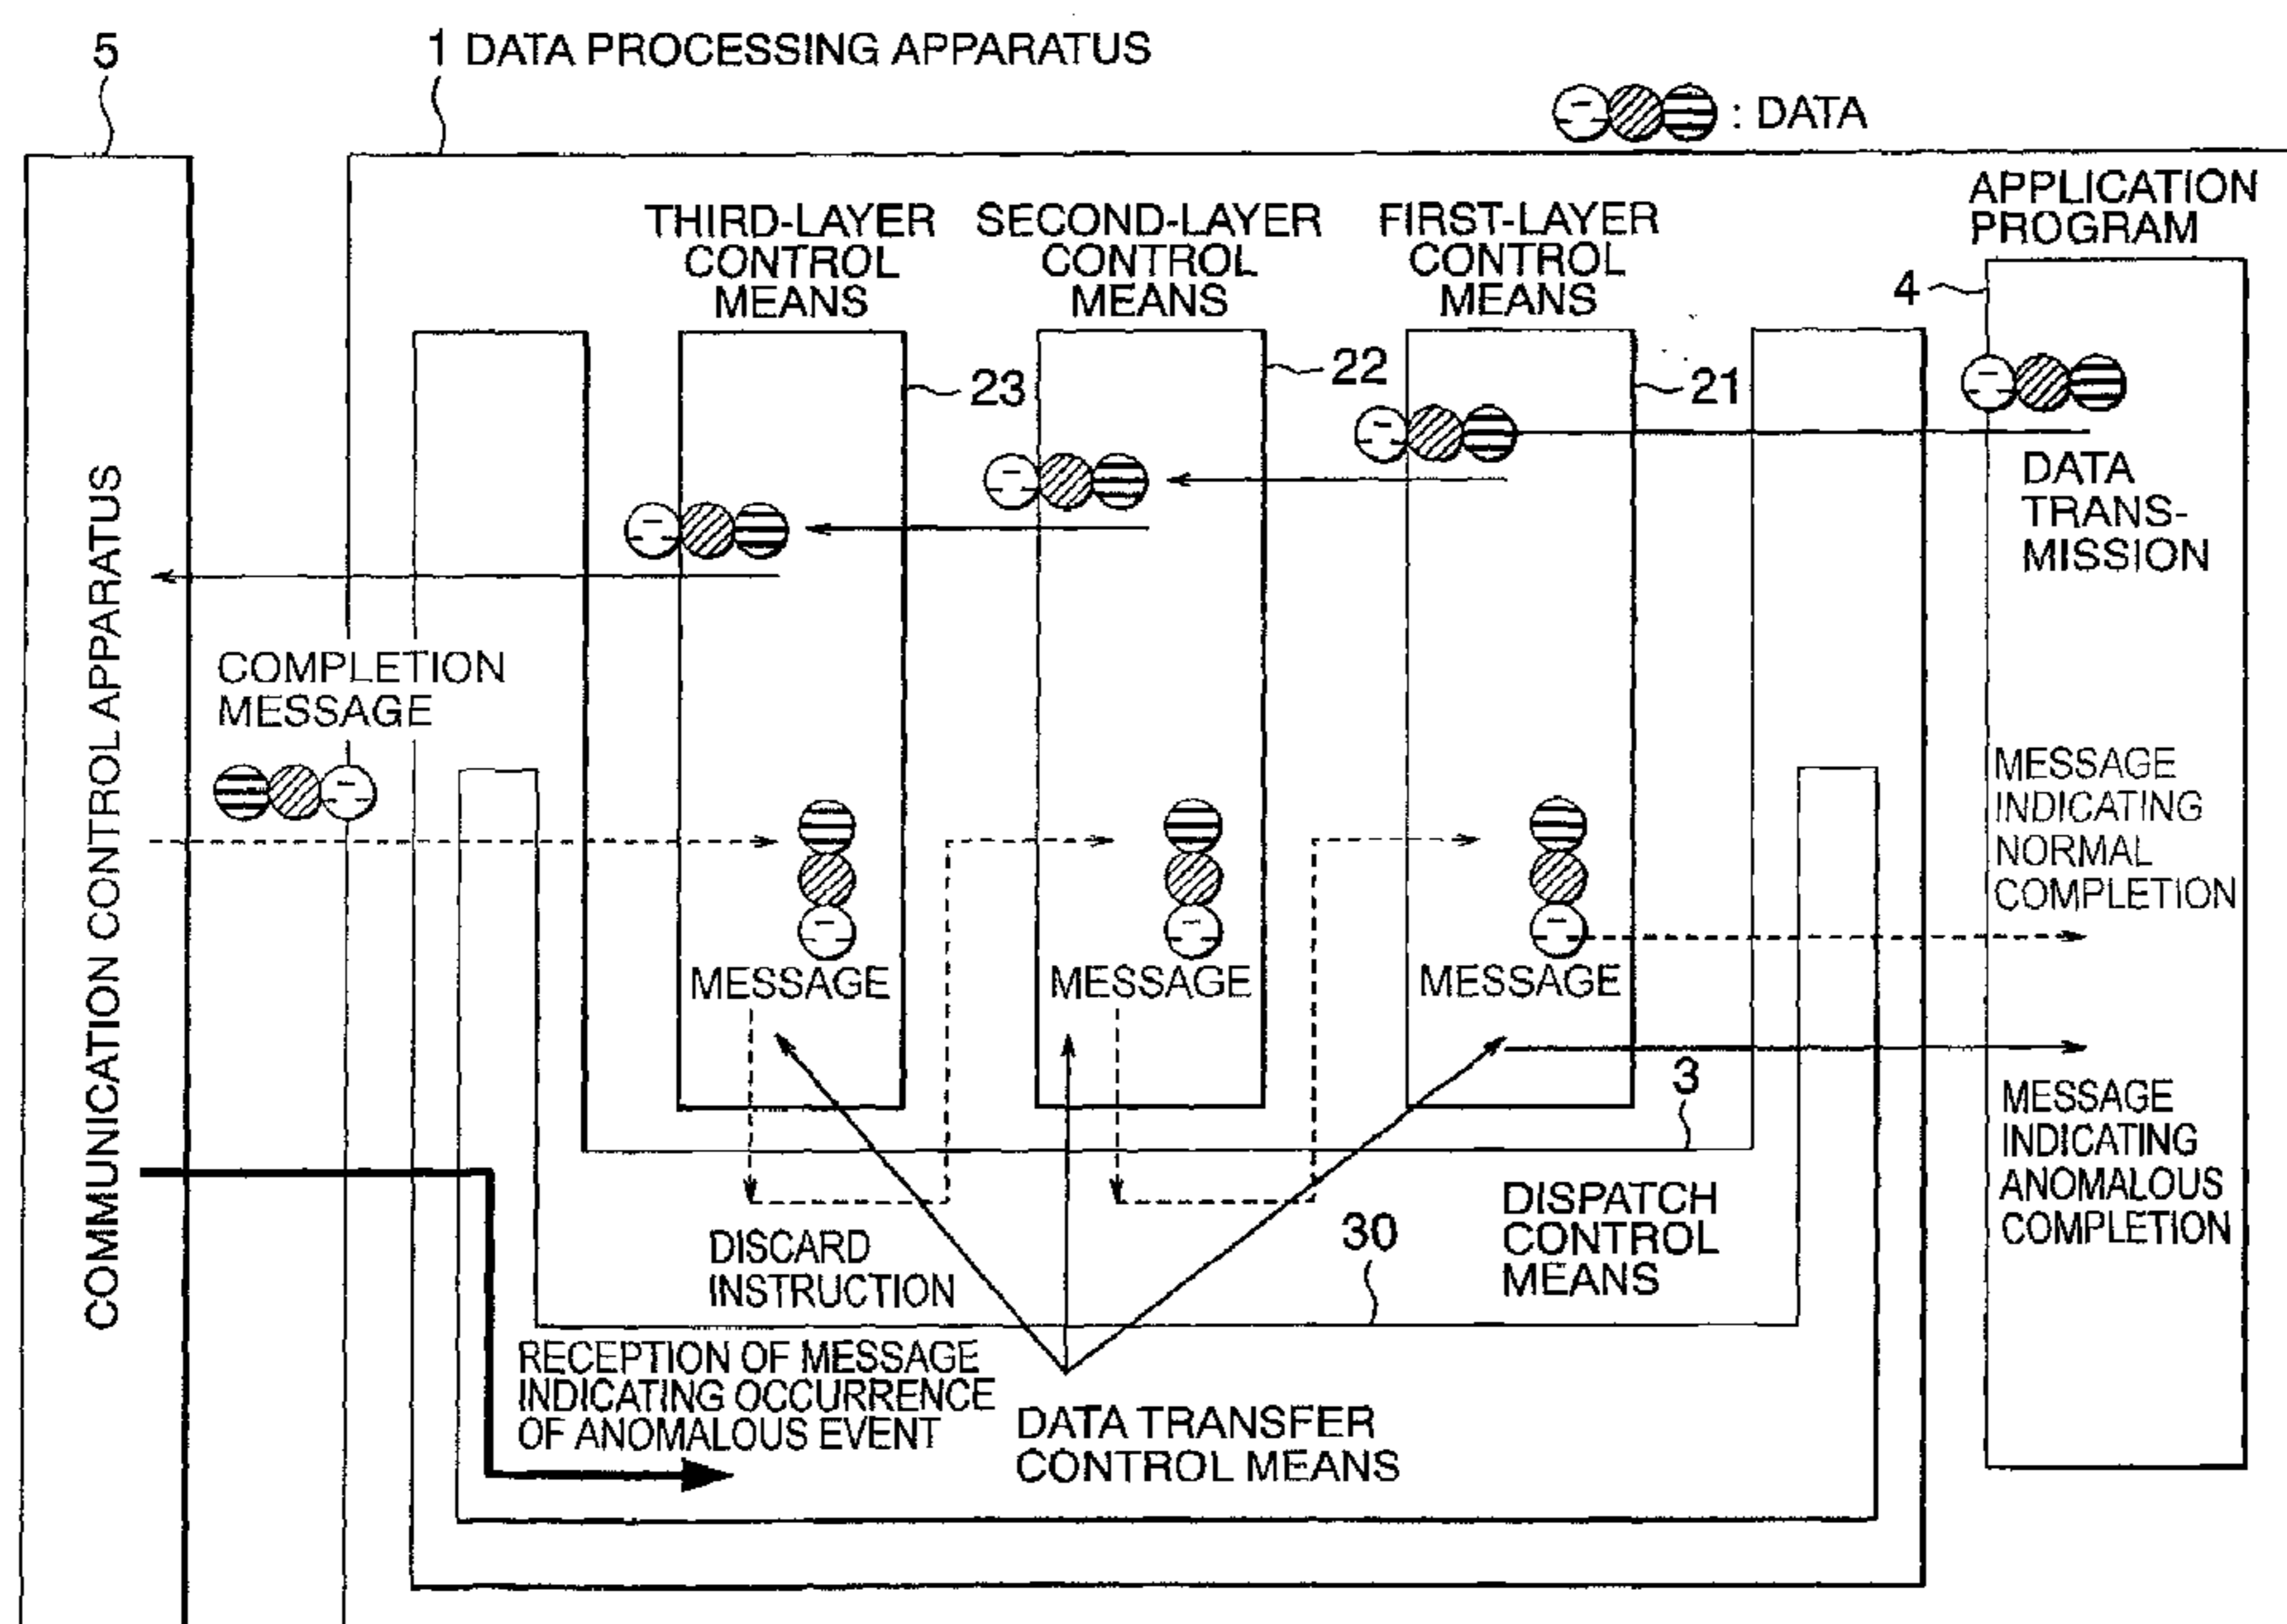 5
1 DATA PROCESSING APPARATUS
: DATA
THIRD-LAYER
CONTROL
MEANS
SECOND-LAYER
CONTROL
MEANS
FIRST-LAYER
CONTROL
MEANS
APPLICATION
PROGRAM
4
23
22
21
DATA
TRANS-
MISSION
COMMUNICATION CONTROL APPARATUS
COMPLETION
MESSAGE
MESSAGE
INDICATING
NORMAL
COMPLETION
MESSAGE
MESSAGE
MESSAGE
3
MESSAGE
INDICATING
ANOMALOUS
COMPLETION
DISCARD
INSTRUCTION
30
DISPATCH
CONTROL
MEANS
RECEPTION OF MESSAGE
INDICATING OCCURRENCE
OF ANOMALOUS EVENT
DATA TRANSFER
CONTROL MEANS